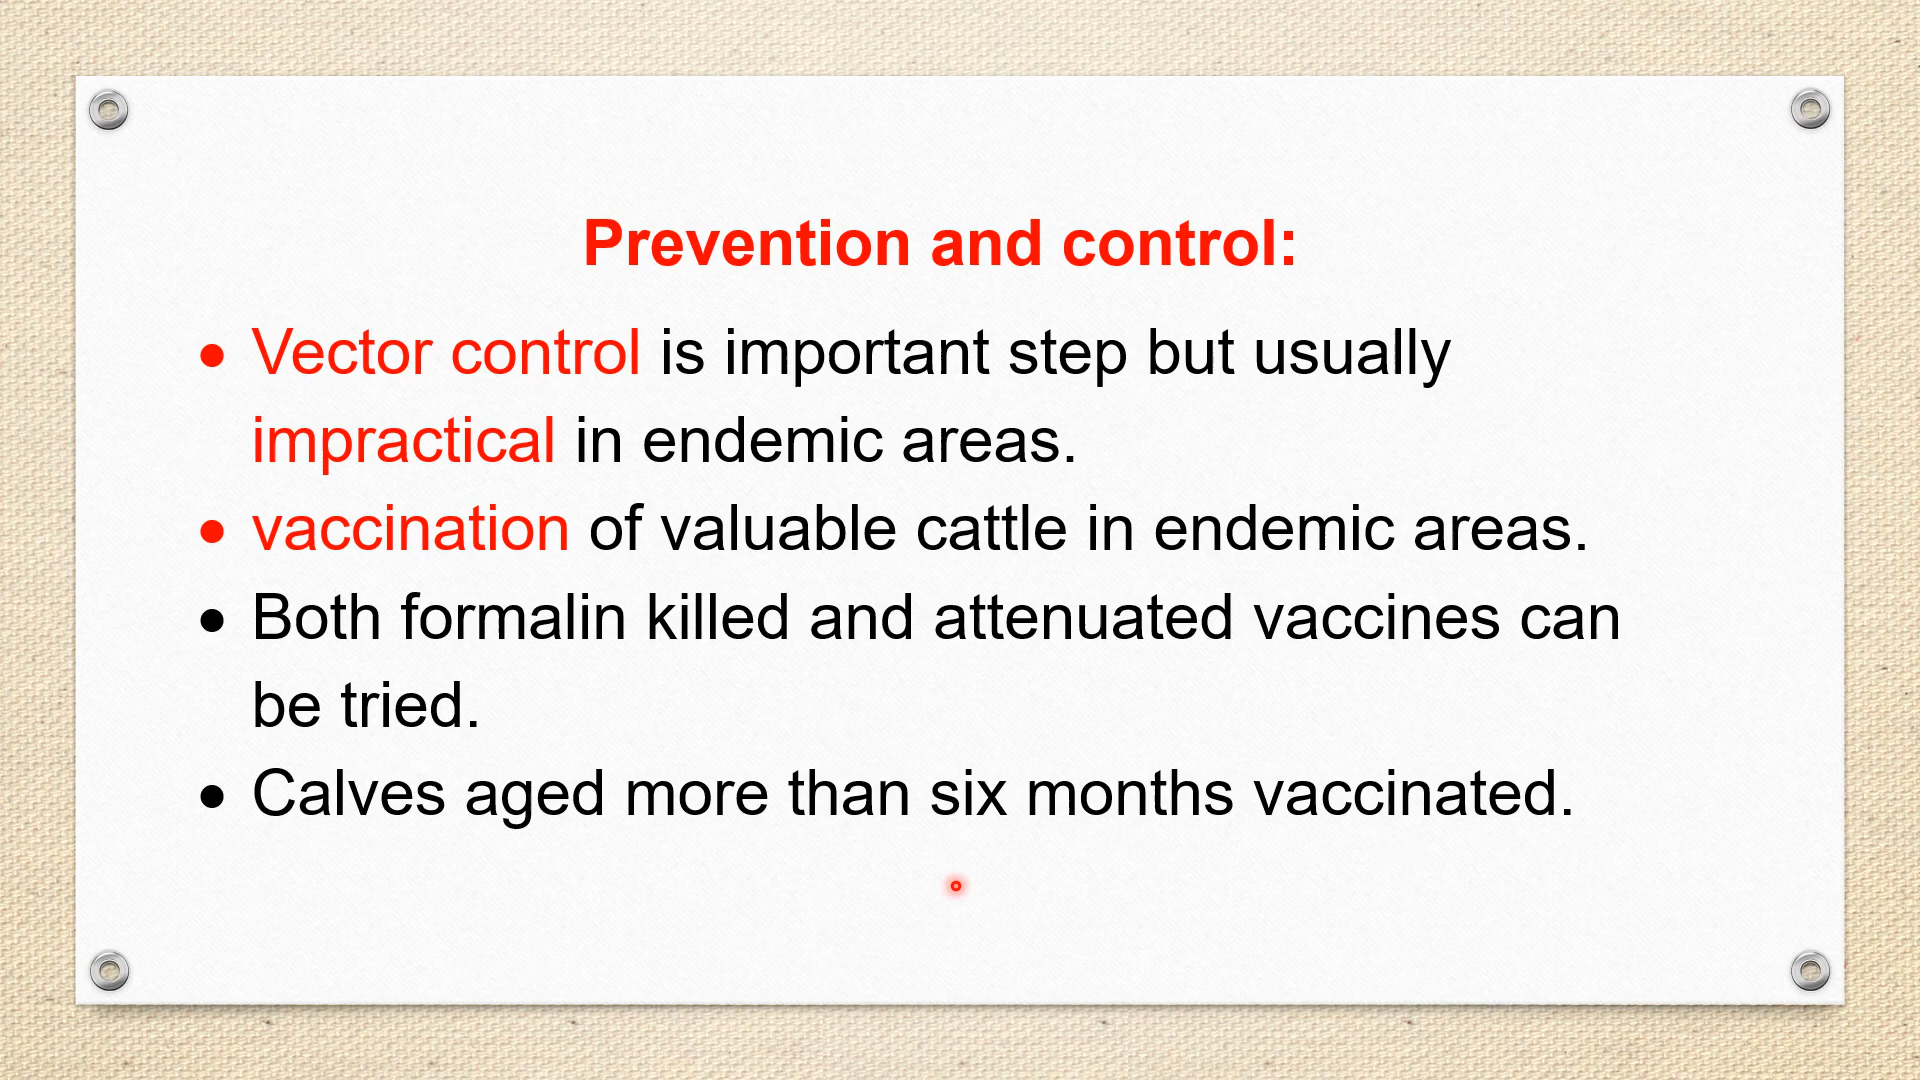 Prevention and control:
• Vector control is important step but usually
impractical in endemic areas.
• vaccination of valuable cattle in endemic areas.
• Both formalin killed and attenuated vaccines can
be tried.
• Calves aged more than six months vaccinated.